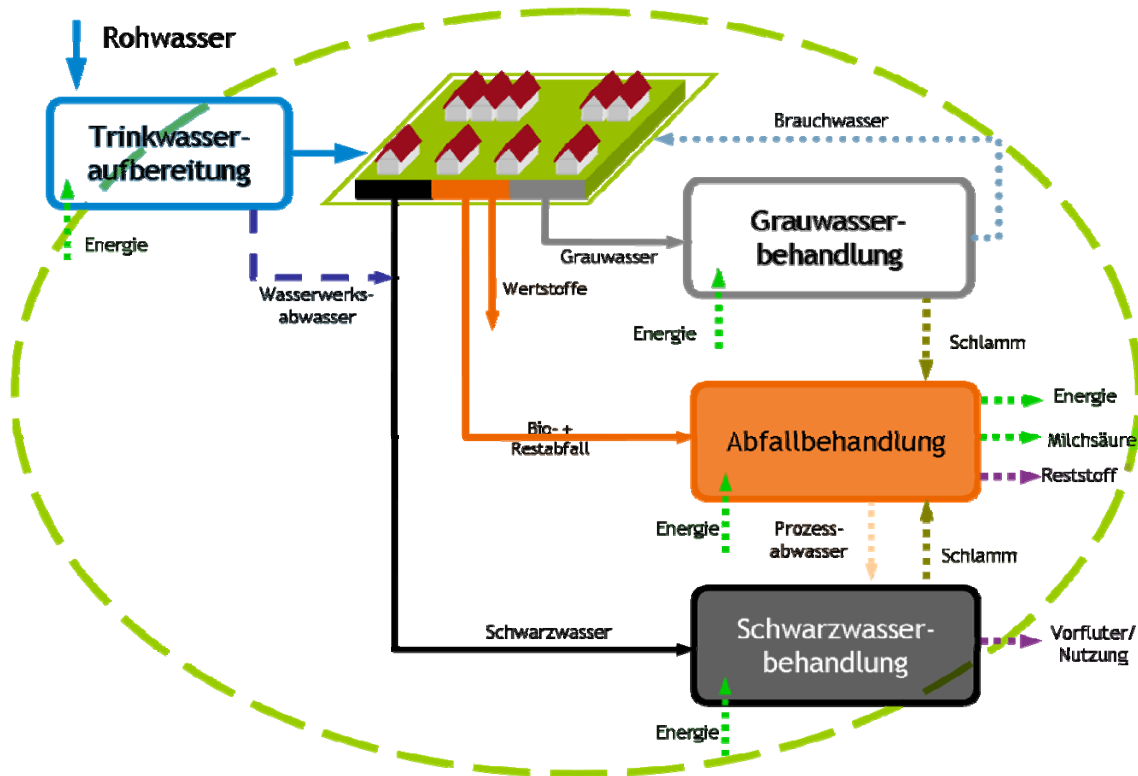 Rohwasser
Trinkwasser-
aufbereitung
Energie
Wasserwerks-
abwasser
Brauchwasser
Grauwasser
Grauwasser-
behandlung
Energie
Wertstoffe
Schlamm
Bio- +
Restabfall
Abfallbehandlung
Energie
Milchsäure
Reststoff
Energie
Prozess-
abwasser
Schlamm
Schwarzwasser
Schwarzwasser-
behandlung
Vorfluter/
Nutzung
Energie